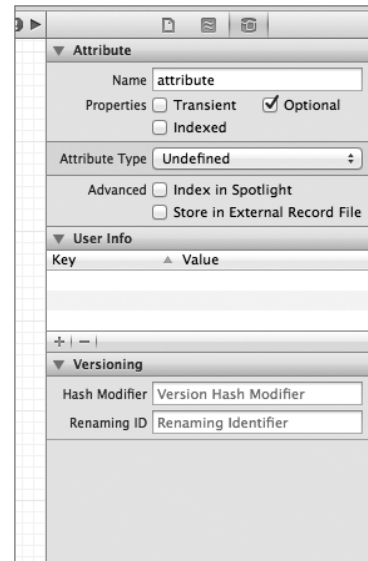 Attribute
Name attribute
Properties Transient Optional
Indexed
Attribute Type Undefined
Advanced Index in Spotlight
Store in External Record File
User Info
Key Value
Versioning
Hash Modifier Version Hash Modifier
Renaming ID Renaming Identifier